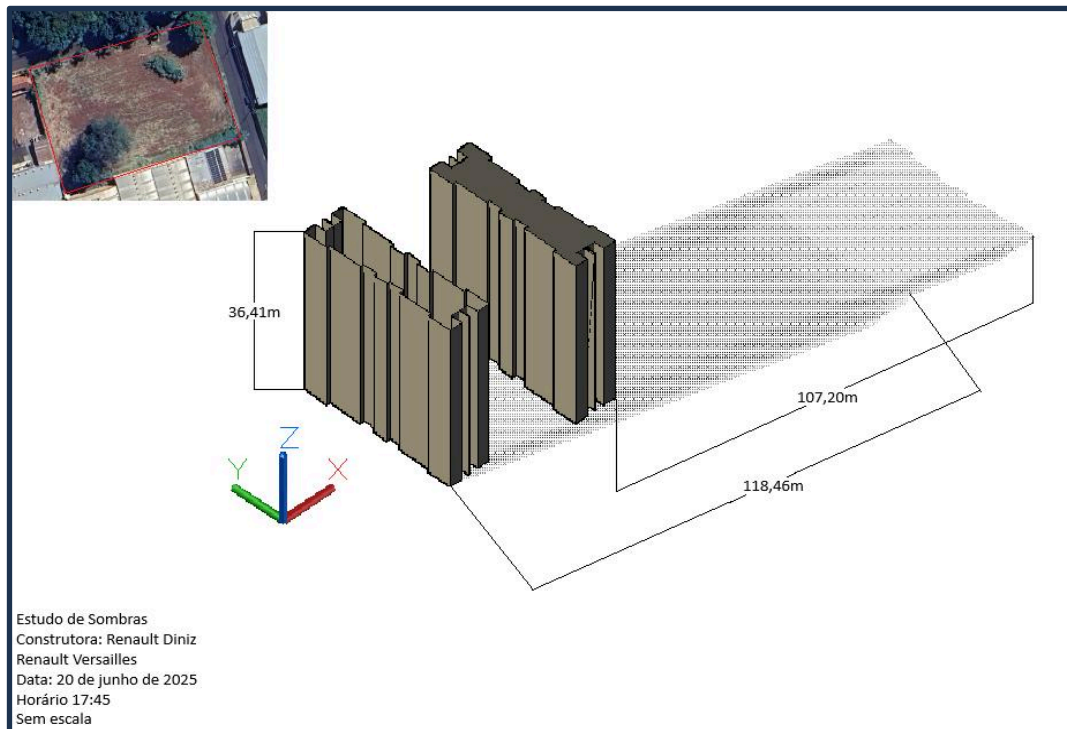 36,41m
107,20m
118,46m
Z
Y
X
Estudo de Sombras
Construtora: Renault Diniz
Renault Versailles
Data: 20 de junho de 2025
Horário 17:45
Sem escala